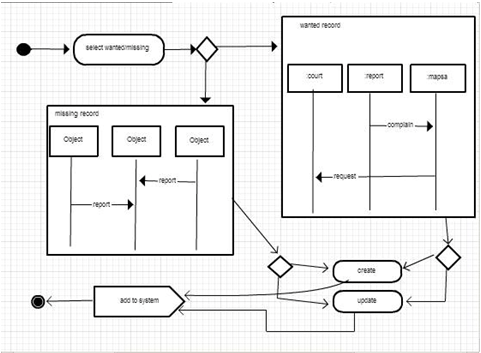 wanted record
select wanted/missing
:court
:report
:mapsa
complain
request
missing record
Object
Object
Object
report
report
create
update
add to system